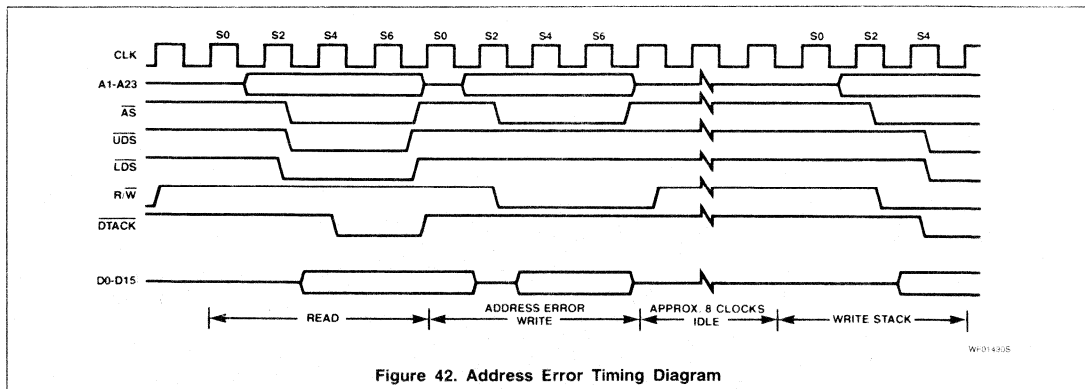 S0 S2 S4 S6 S0 S2 S4 S6 S0 S2 S4
CLK
A1-A23
AS
UDS
LDS
R/W
DTACK
D0-D15
READ
ADDRESS ERROR
WRITE
APPROX. 8 CLOCKS
IDLE
WRITE STACK
WF01490S
Figure 42. Address Error Timing Diagram